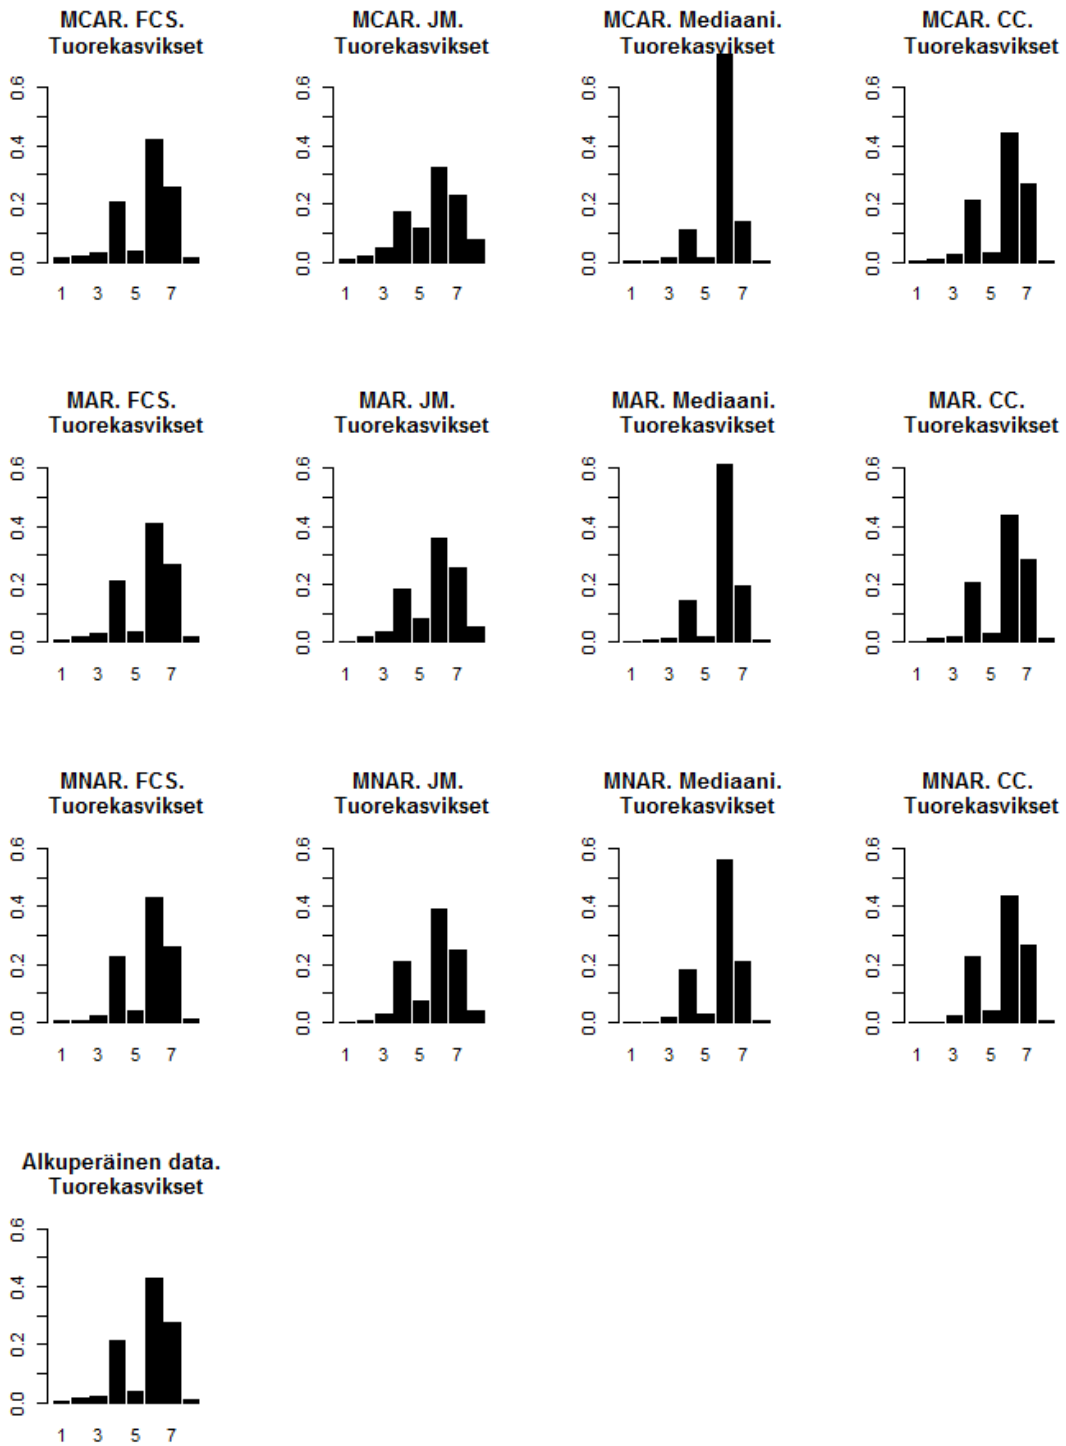 MCAR. FCS.
Tuorekasvikset
0.0 0.2 0.4 0.6
1 3 5 7
MCAR. JM.
Tuorekasvikset
0.0 0.2 0.4 0.6
1 3 5 7
MCAR. Mediaani.
Tuorekasvikset
0.0 0.2 0.4 0.6
1 3 5 7
MCAR. CC.
Tuorekasvikset
0.0 0.2 0.4 0.6
1 3 5 7
MAR. FCS.
Tuorekasvikset
0.0 0.2 0.4 0.6
1 3 5 7
MAR. JM.
Tuorekasvikset
0.0 0.2 0.4 0.6
1 3 5 7
MAR. Mediaani.
Tuorekasvikset
0.0 0.2 0.4 0.6
1 3 5 7
MAR. CC.
Tuorekasvikset
0.0 0.2 0.4 0.6
1 3 5 7
MNAR. FCS.
Tuorekasvikset
0.0 0.2 0.4 0.6
1 3 5 7
MNAR. JM.
Tuorekasvikset
0.0 0.2 0.4 0.6
1 3 5 7
MNAR. Mediaani.
Tuorekasvikset
0.0 0.2 0.4 0.6
1 3 5 7
MNAR. CC.
Tuorekasvikset
0.0 0.2 0.4 0.6
1 3 5 7
Alkuperäinen data.
Tuorekasvikset
0.0 0.2 0.4 0.6
1 3 5 7